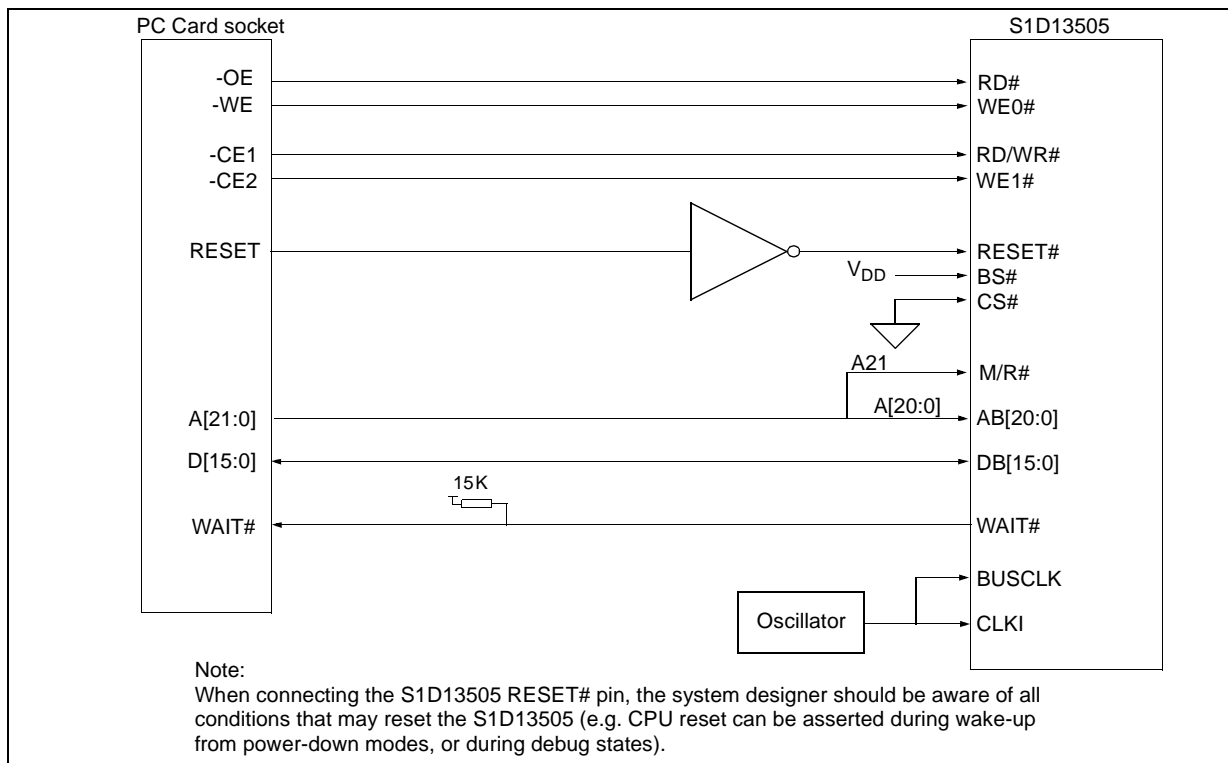 PC Card socket S1D13505
-OE RD#
-WE WE0#
-CE1 RD/WR#
-CE2 WE1#
RESET RESET#
VDD BS#
CS#
A21 M/R#
A[21:0] A[20:0] AB[20:0]
D[15:0] DB[15:0]
15K
WAIT# WAIT#
BUSCLK
Oscillator CLKI
Note:
When connecting the S1D13505 RESET# pin, the system designer should be aware of all
conditions that may reset the S1D13505 (e.g. CPU reset can be asserted during wake-up
from power-down modes, or during debug states).